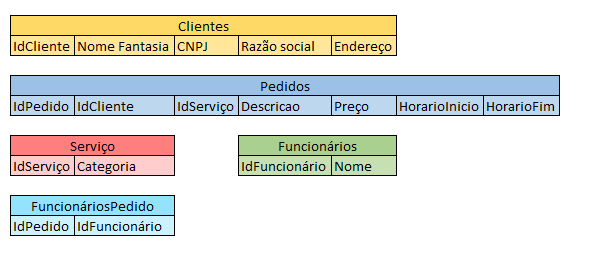 Clientes
IdCliente Nome Fantasia CNPJ Razão social Endereço
Pedidos
IdPedido IdCliente IdServiço Descricao Preço HorarioInicio HorarioFim
Serviço Funcionários
IdServiço Categoria IdFuncionário Nome
FuncionáriosPedido
IdPedido IdFuncionário